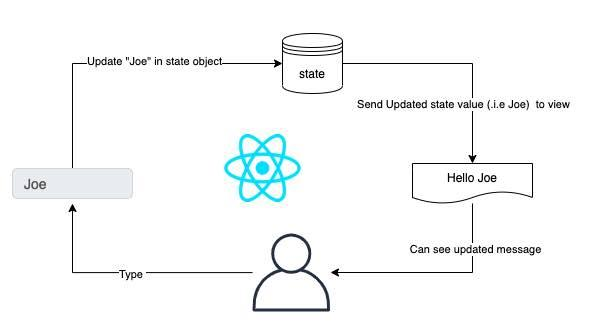 Update "Joe" in state object
state
Send Updated state value (.i.e Joe)  to view
Joe
Hello Joe
Can see updated message
Type